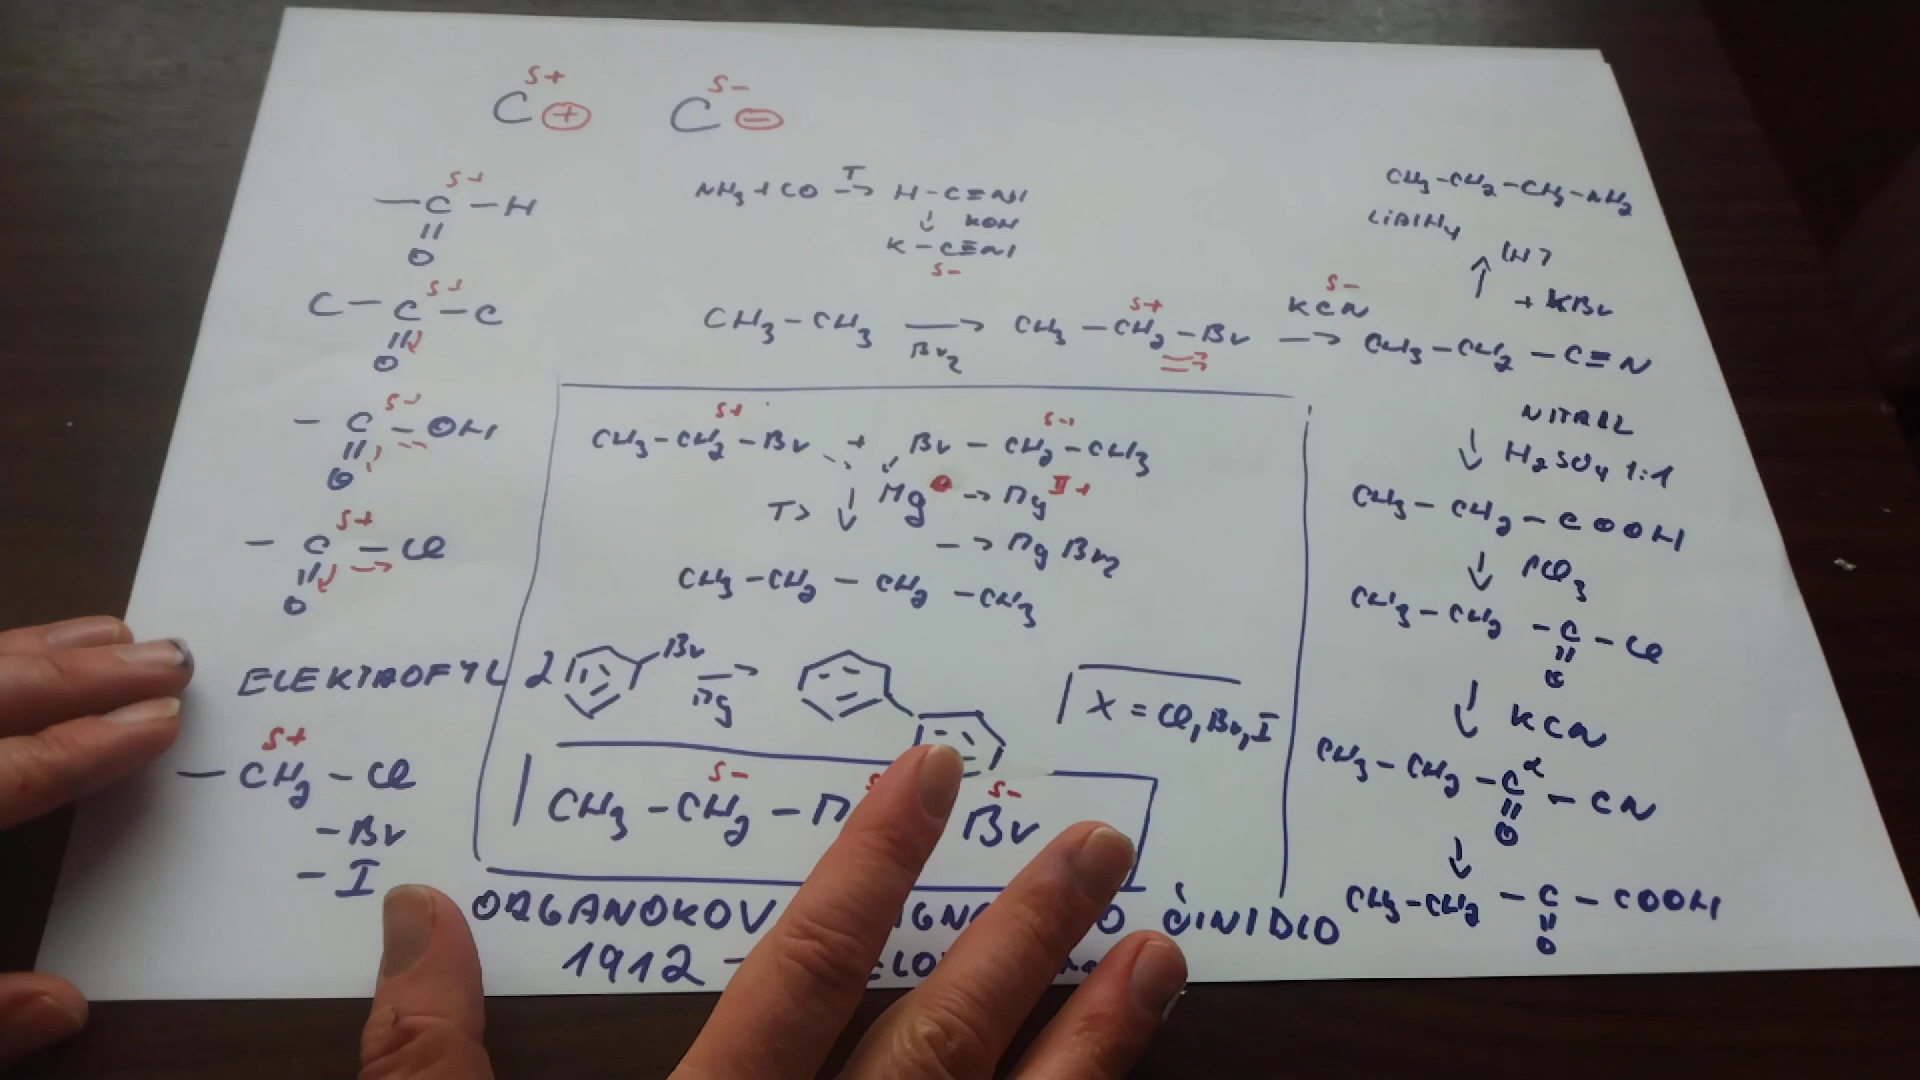 δ+ δ-
C⊕ C⊖
δ+
-C-H
=
O
NH3 + CO T→ H-C≡N
↓ KOH
K-C≡N
δ-
δ+
C-C-C
=
O
CH3-CH3 → CH3-CH2-Br → CH3-CH2-C≡N
Br2
δ+
δ-
KCN
+ KBr
↑ [H]
LiAlH4
CH3-CH2-CH2-NH2
δ+
-C-OH
=
O
δ+
-C-Cl
=
O
ELEKTROFYL
δ+
-CH2-Cl
-Br
-I
δ+ δ+
CH3-CH2-Br + Br-CH2-CH3
Mg → Mg II+
T> ↓
→ MgBr2
CH3-CH2-CH2-CH3
2 Br → 
Mg
X = Cl, Br, I
δ- δ-
CH3-CH2-M Br
ČINIDLO
1912 -
NITRIL
↓ H2SO4 1:1
CH3-CH2-COOH
↓ PCl3
CH3-CH2-C-Cl
=
O
↓ KCN
CH3-CH2-Cα-CN
=
O
↓
CH3-CH2-C-COOH
=
O